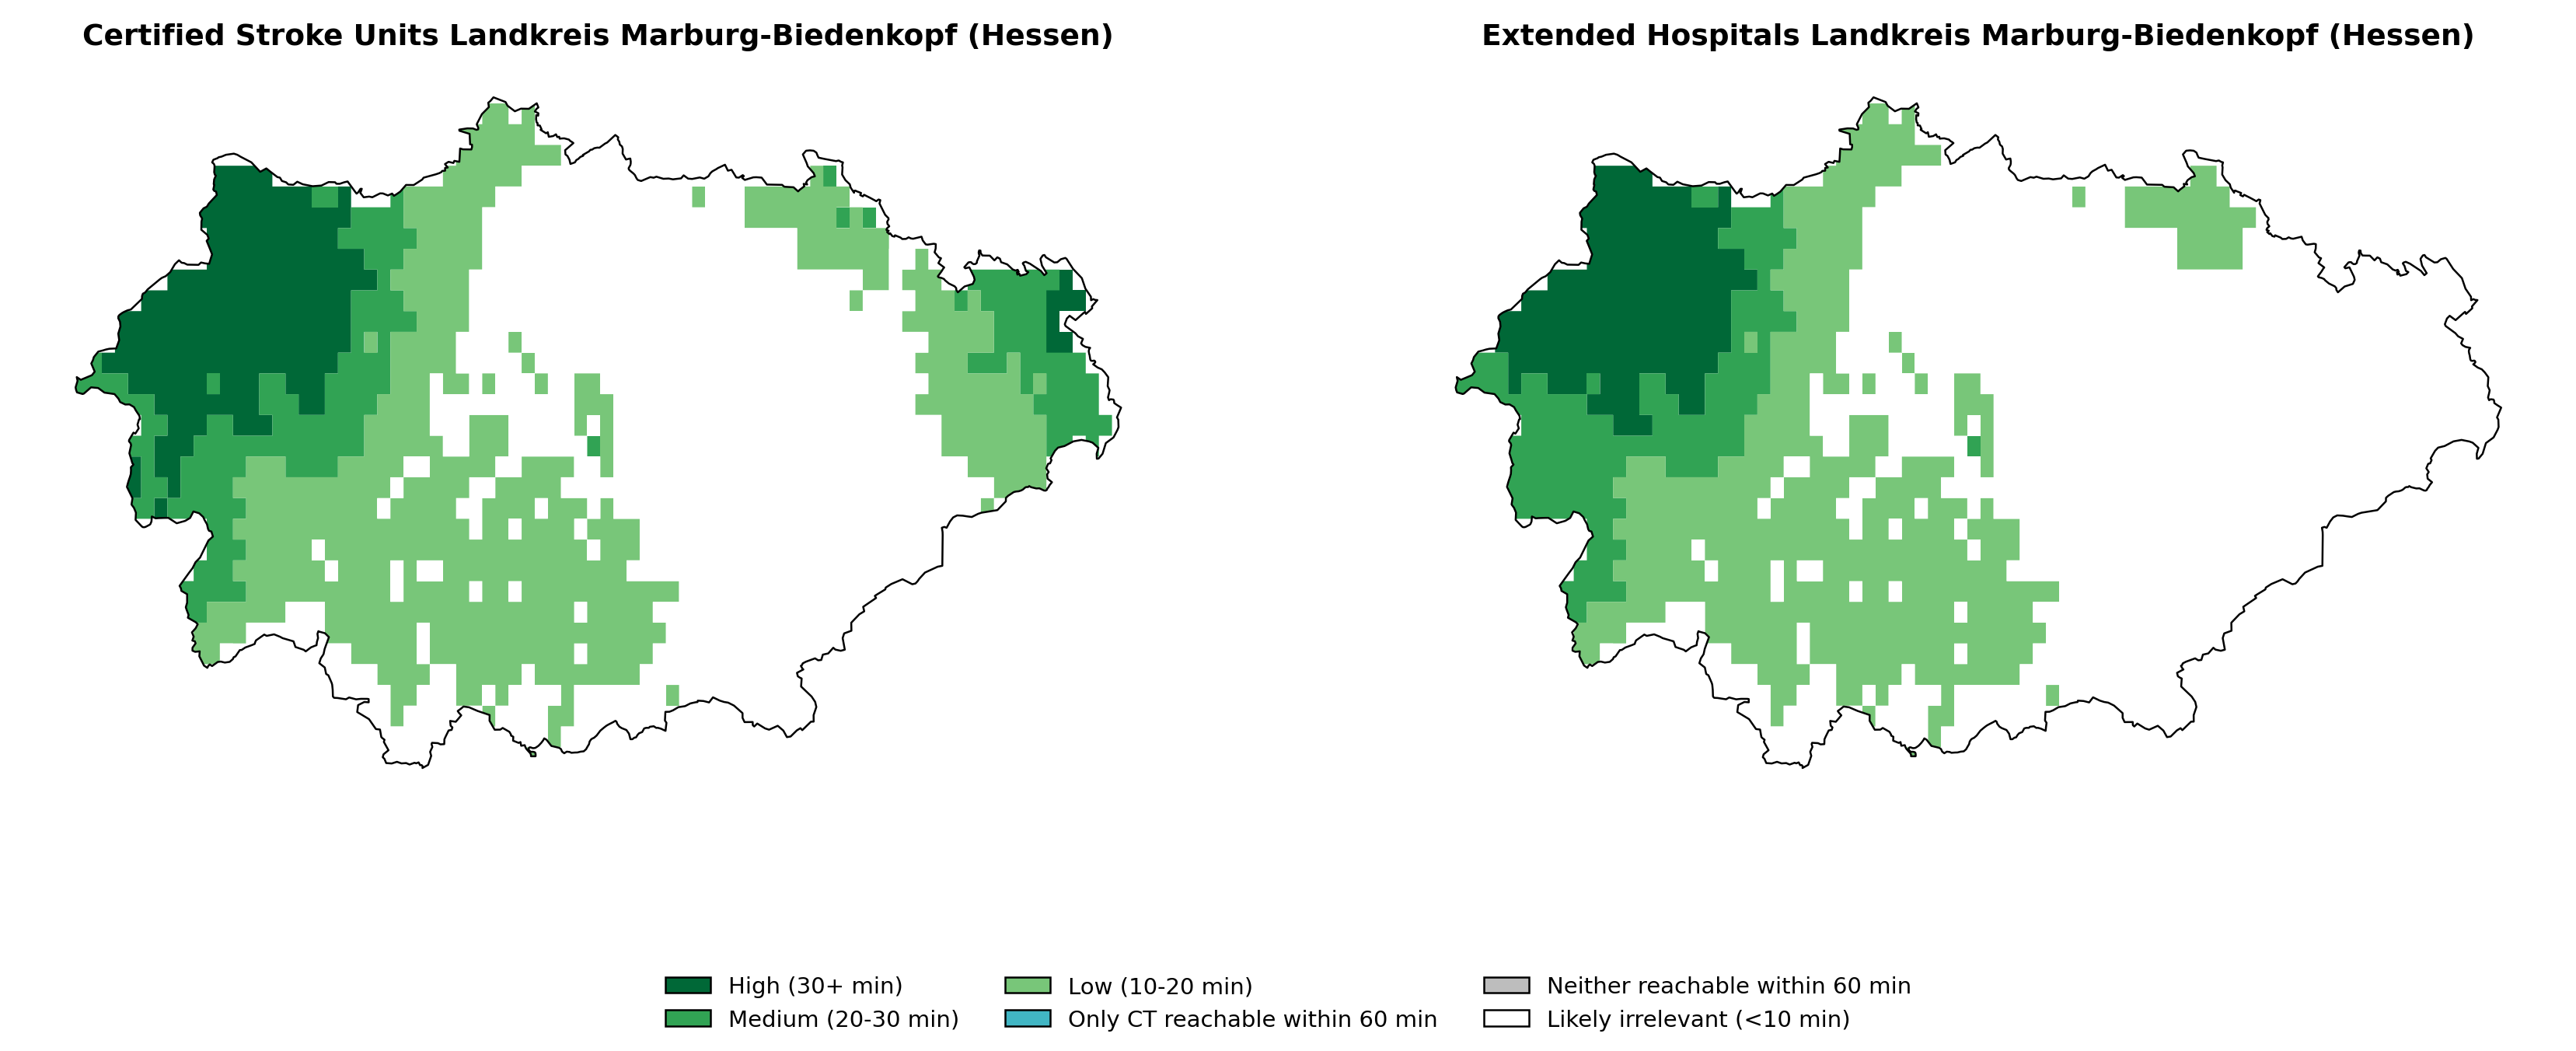 Certified Stroke Units Landkreis Marburg-Biedenkopf (Hessen)
Extended Hospitals Landkreis Marburg-Biedenkopf (Hessen)
High (30+ min)
Medium (20-30 min)
Low (10-20 min)
Only CT reachable within 60 min
Neither reachable within 60 min
Likely irrelevant (<10 min)